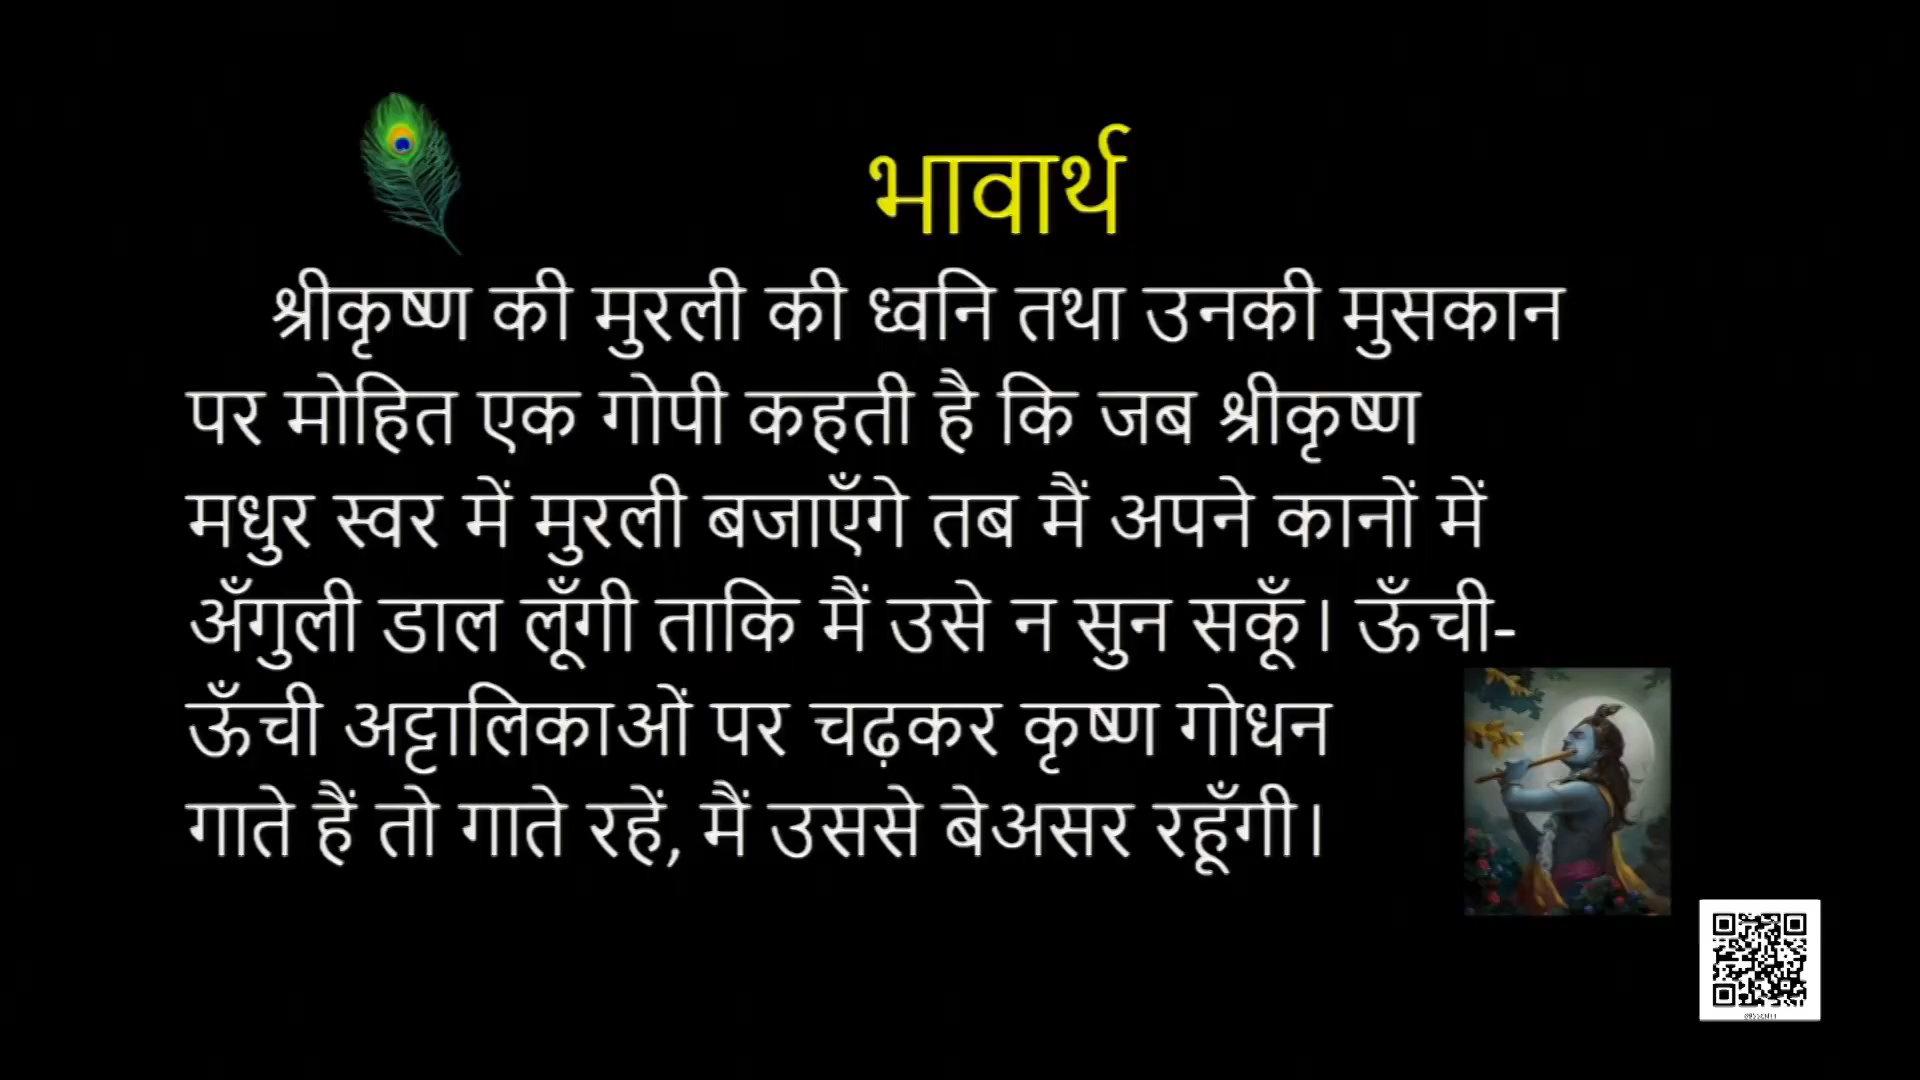 भावार्थ
श्रीकृष्ण की मुरली की ध्वनि तथा उनकी मुसकान
पर मोहित एक गोपी कहती है कि जब श्रीकृष्ण
मधुर स्वर में मुरली बजाएँगे तब मैं अपने कानों में
अँगुली डाल लूँगी ताकि मैं उसे न सुन सकूँ। ऊँची-
ऊँची अट्टालिकाओं पर चढ़कर कृष्ण गोधन
गाते हैं तो गाते रहें, मैं उससे बेअसर रहूँगी।